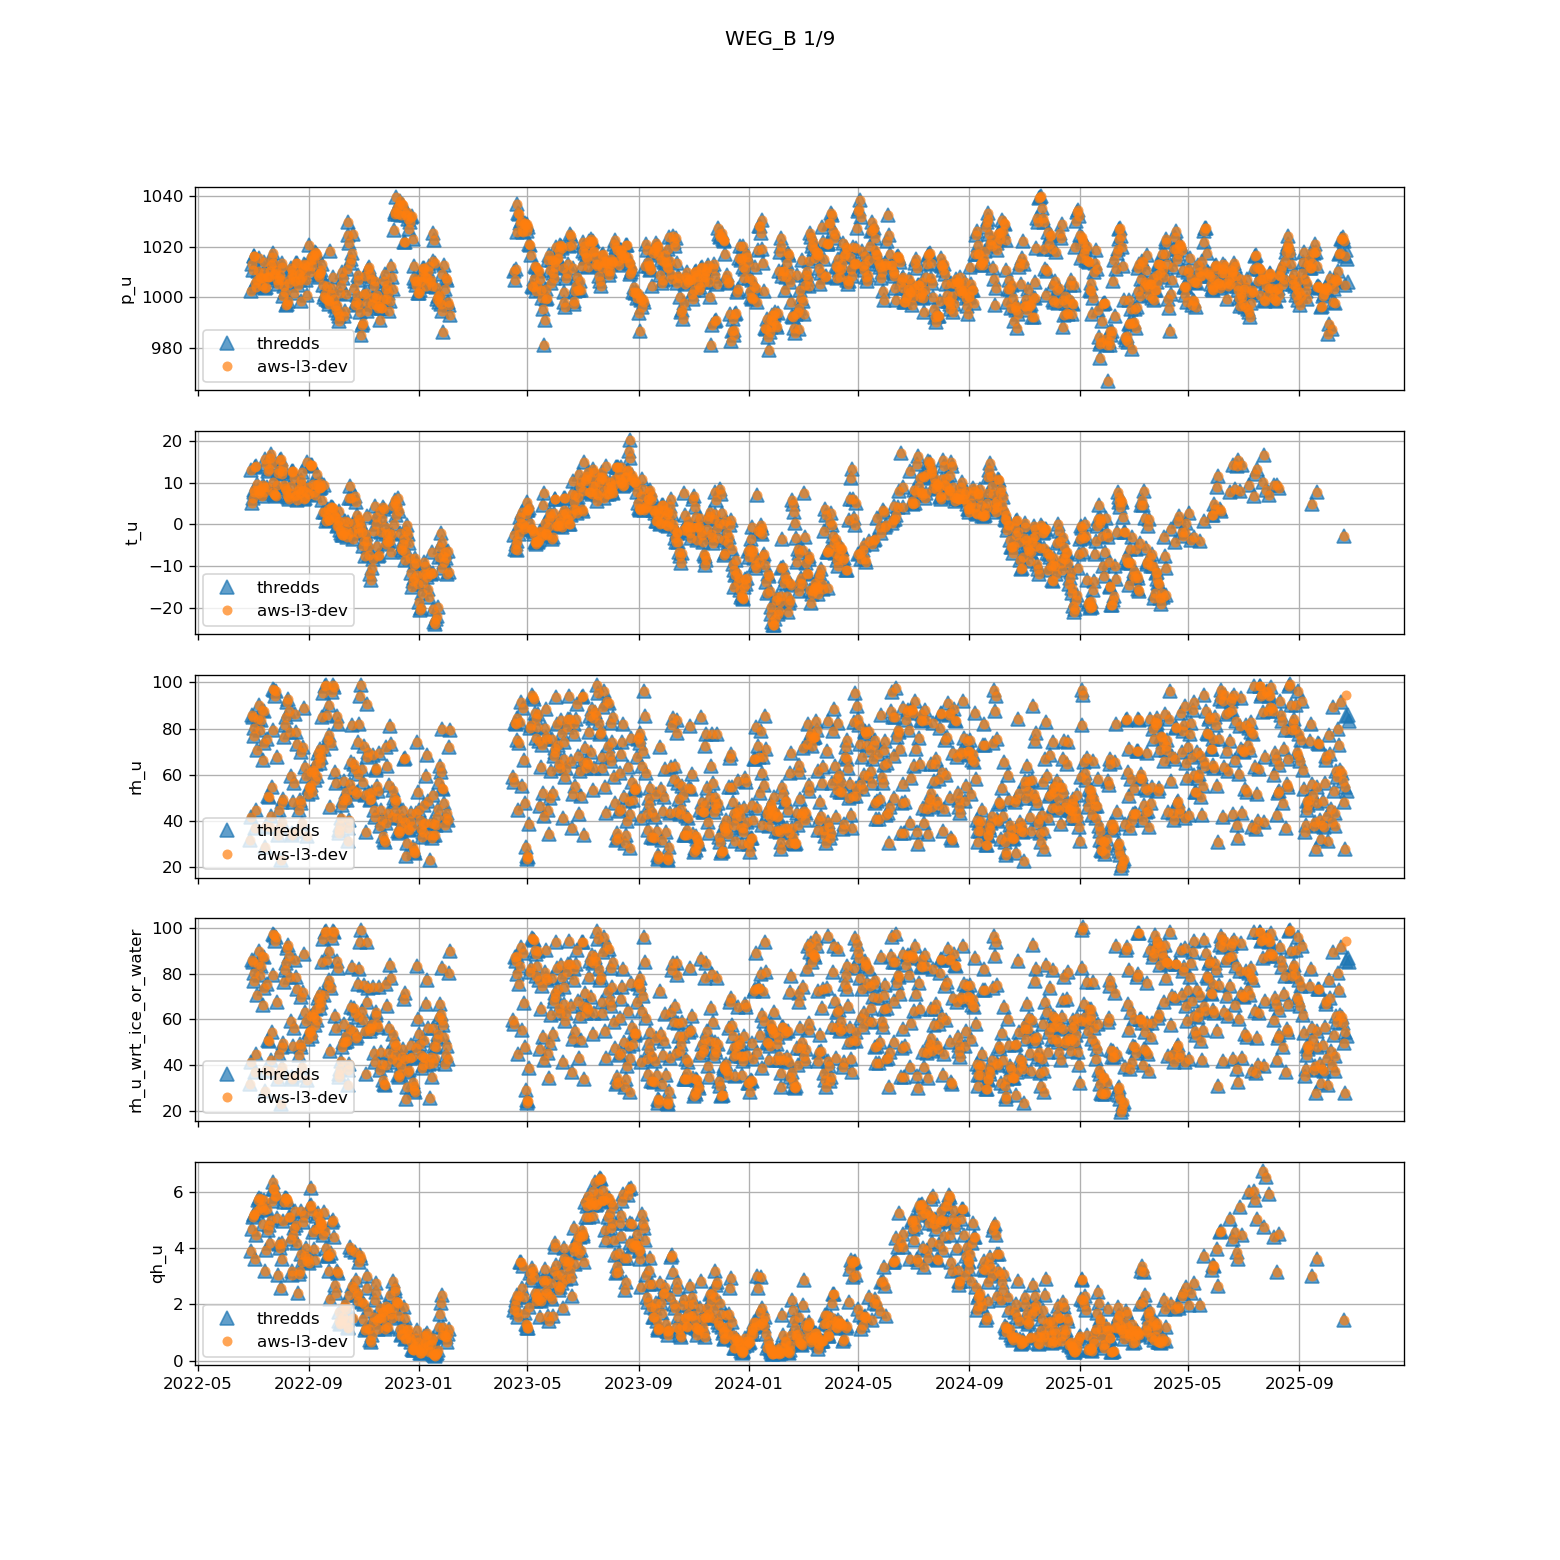 WEG_B 1/9
p_u
1040
1020
1000
980
thredds
aws-l3-dev
t_u
20
10
0
−10
−20
thredds
aws-l3-dev
rh_u
100
80
60
40
20
thredds
aws-l3-dev
rh_u_wrt_ice_or_water
100
80
60
40
20
thredds
aws-l3-dev
qh_u
6
4
2
0
thredds
aws-l3-dev
2022-05 2022-09 2023-01 2023-05 2023-09 2024-01 2024-05 2024-09 2025-01 2025-05 2025-09